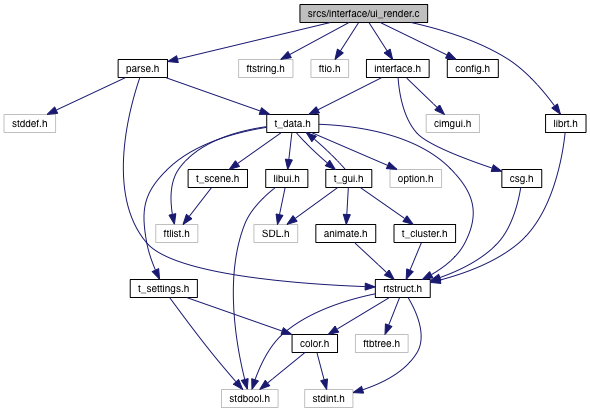 srcs/interface/ui_render.c
parse.h
ftstring.h
ftio.h
interface.h
config.h
stddef.h
t_data.h
cimgui.h
librt.h
t_scene.h
libui.h
t_gui.h
option.h
csg.h
ftlist.h
SDL.h
animate.h
t_cluster.h
t_settings.h
rtstruct.h
color.h
ftbtree.h
stdbool.h
stdint.h